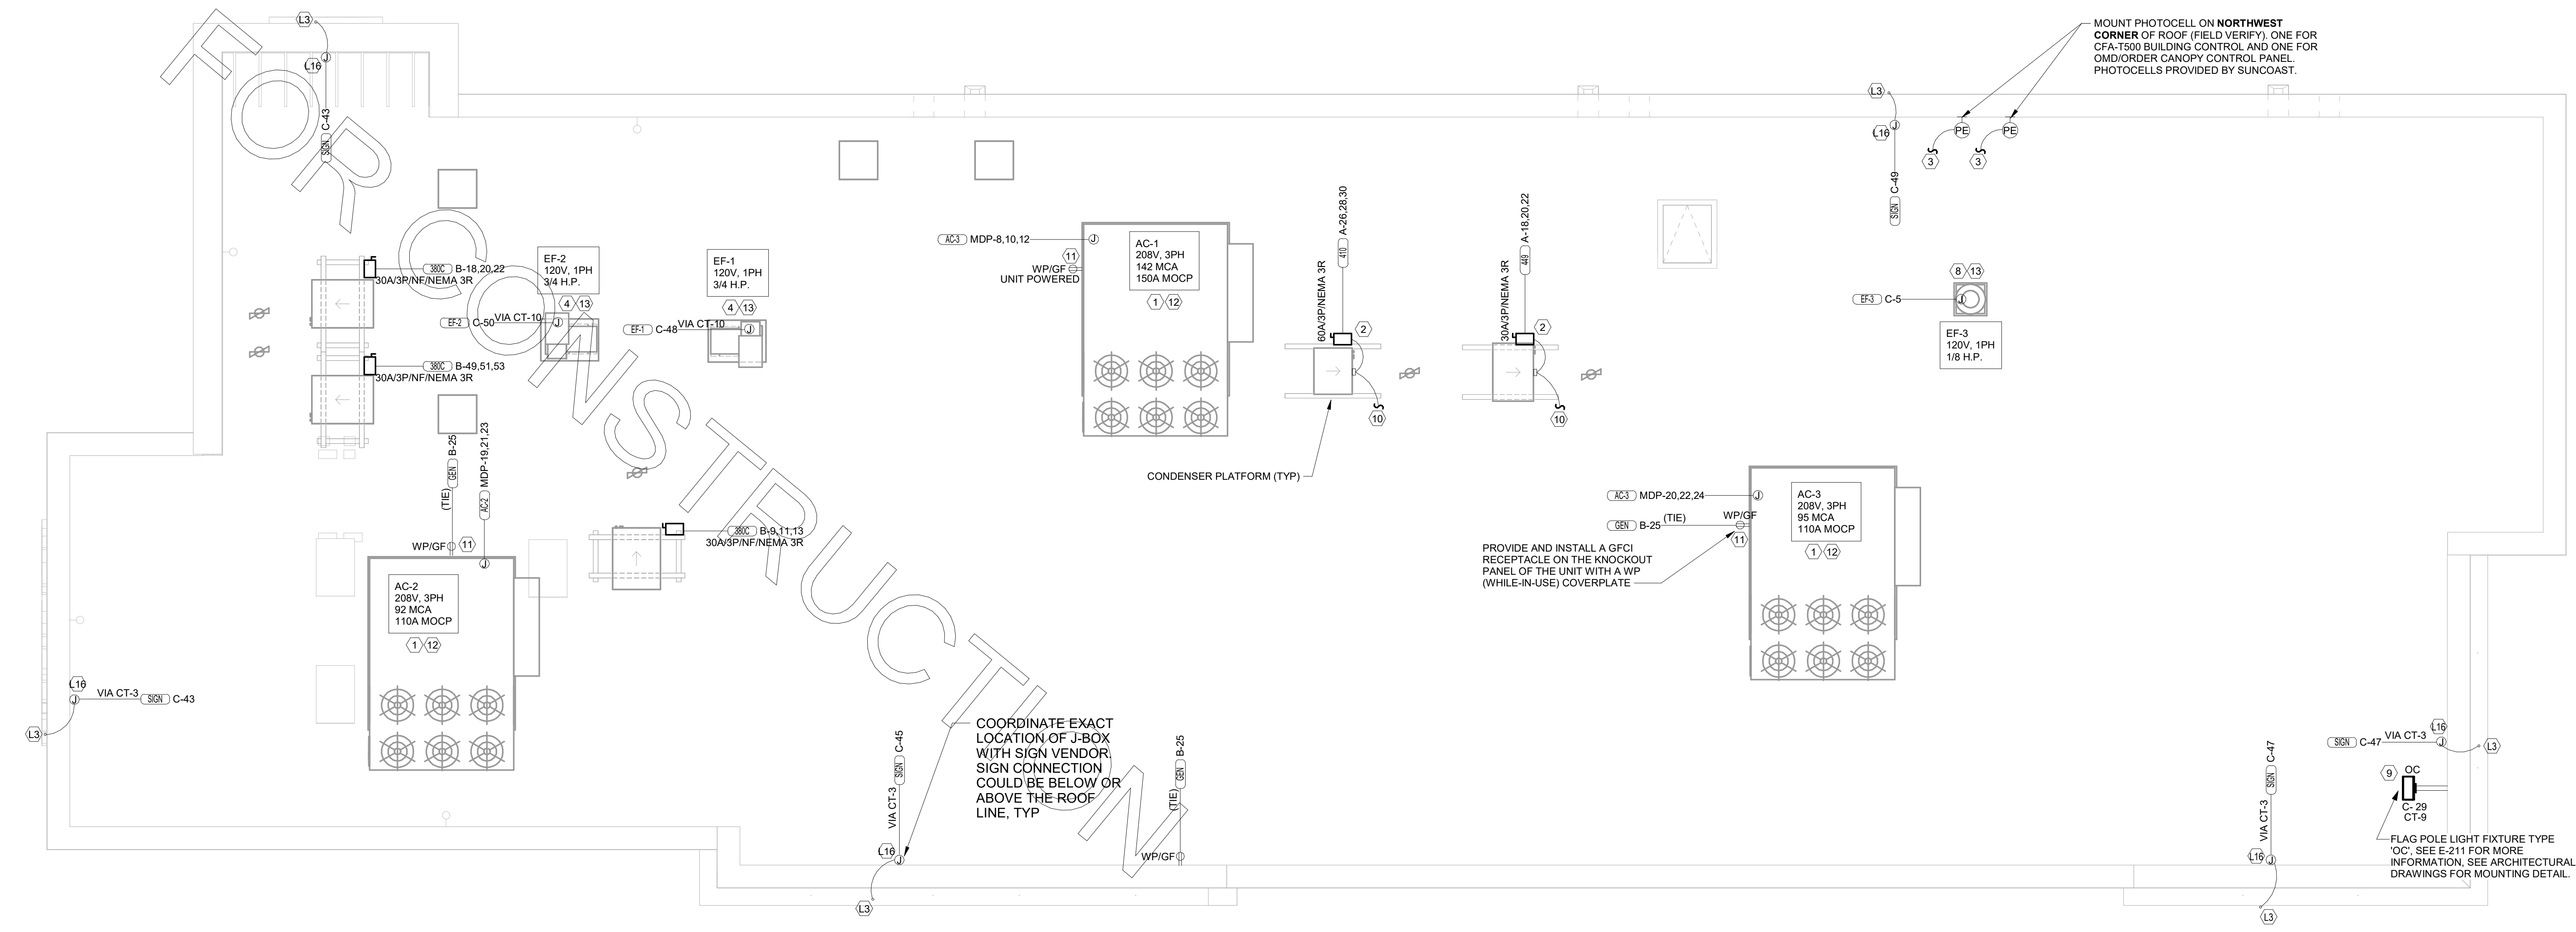 MOUNT PHOTOCELL ON NORTHWEST
CORNER OF ROOF (FIELD VERIFY). ONE FOR
CFA-T500 BUILDING CONTROL AND ONE FOR
OMD/ORDER CANOPY CONTROL PANEL.
PHOTOCELLS PROVIDED BY SUNCOAST.
L3
L16
J
SIGN C-43
L3
L16
J
SIGN C-49
PE
PE
3
3
FOR CONSTRUCTION
380C B-18,20,22
30A/3P/NF/NEMA 3R
380C B-49,51,53
30A/3P/NF/NEMA 3R
EF-2
120V, 1PH
3/4 H.P.
4 13
EF-2 C-50 VIA CT-10 J
EF-1
120V, 1PH
3/4 H.P.
4 13
EF-1 C-48 VIA CT-10 J
AC-3 MDP-8,10,12 J
11
WP/GF
UNIT POWERED
AC-1
208V, 3PH
142 MCA
150A MOCP
1 12
60A/3P/NEMA 3R
410 A-26,28,30
2
10
30A/3P/NEMA 3R
449 A-18,20,22
2
10
CONDENSER PLATFORM (TYP)
8 13
EF-3 C-5 J
EF-3
120V, 1PH
1/8 H.P.
(TIE) GEN B-25
AC-2 MDP-19,21,23
WP/GF 11
J
AC-2
208V, 3PH
92 MCA
110A MOCP
1 12
380C B-9,11,13
30A/3P/NF/NEMA 3R
AC-3 MDP-20,22,24 J
GEN B-25 (TIE) WP/GF
11
PROVIDE AND INSTALL A GFCI
RECEPTACLE ON THE KNOCKOUT
PANEL OF THE UNIT WITH A WP
(WHILE-IN-USE) COVERPLATE
AC-3
208V, 3PH
95 MCA
110A MOCP
1 12
L16
J VIA CT-3 SIGN C-43
L3
COORDINATE EXACT
LOCATION OF J-BOX
WITH SIGN VENDOR.
SIGN CONNECTION
COULD BE BELOW OR
ABOVE THE ROOF
LINE, TYP
VIA CT-3 SIGN C-45
L16
J
L3
(TIE) GEN B-25
WP/GF
VIA CT-3 SIGN C-47
L16
J
L3
SIGN C-47 VIA CT-3 J
L16
L3
9
OC
C- 29
CT-9
FLAG POLE LIGHT FIXTURE TYPE
'OC', SEE E-211 FOR MORE
INFORMATION, SEE ARCHITECTURAL
DRAWINGS FOR MOUNTING DETAIL.